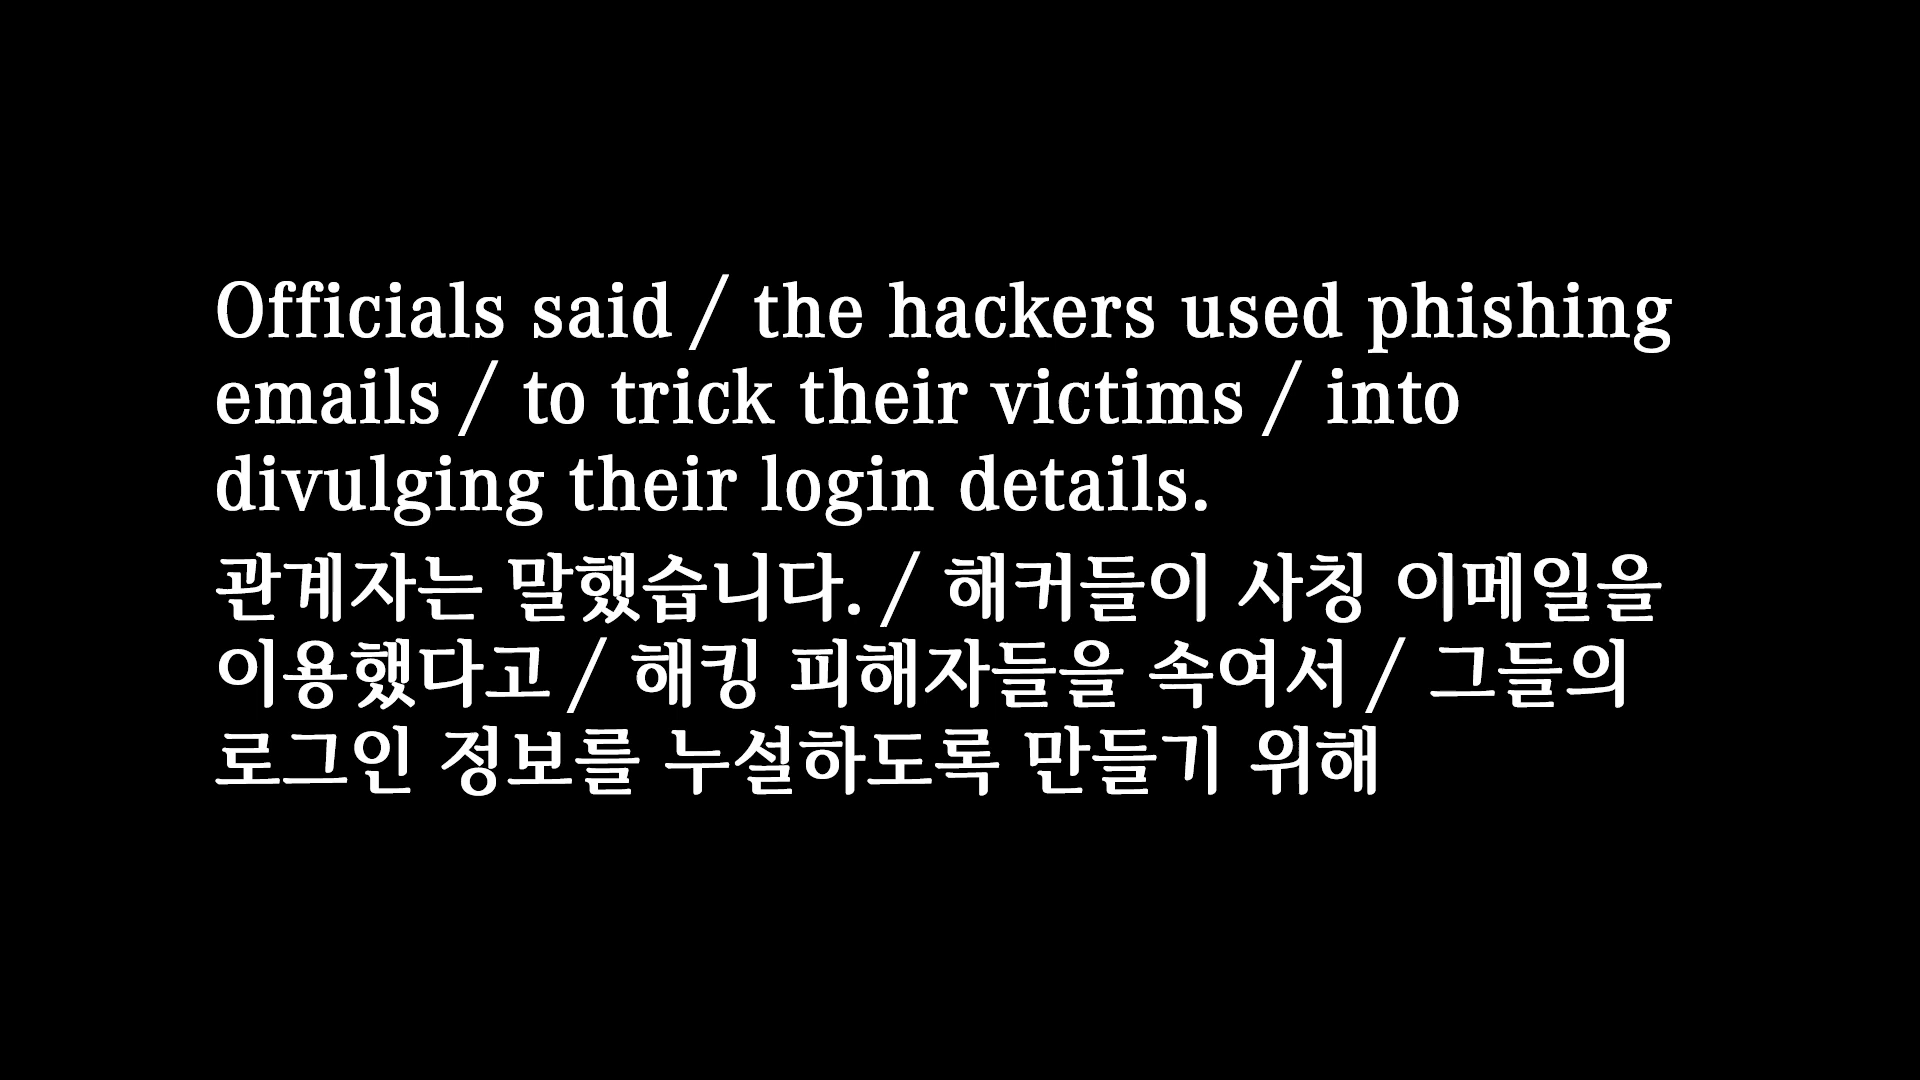 Officials said / the hackers used phishing
emails / to trick their victims / into
divulging their login details.
관계자는 말했습니다. / 해커들이 사칭 이메일을
이용했다고 / 해킹 피해자들을 속여서 / 그들의
로그인 정보를 누설하도록 만들기 위해